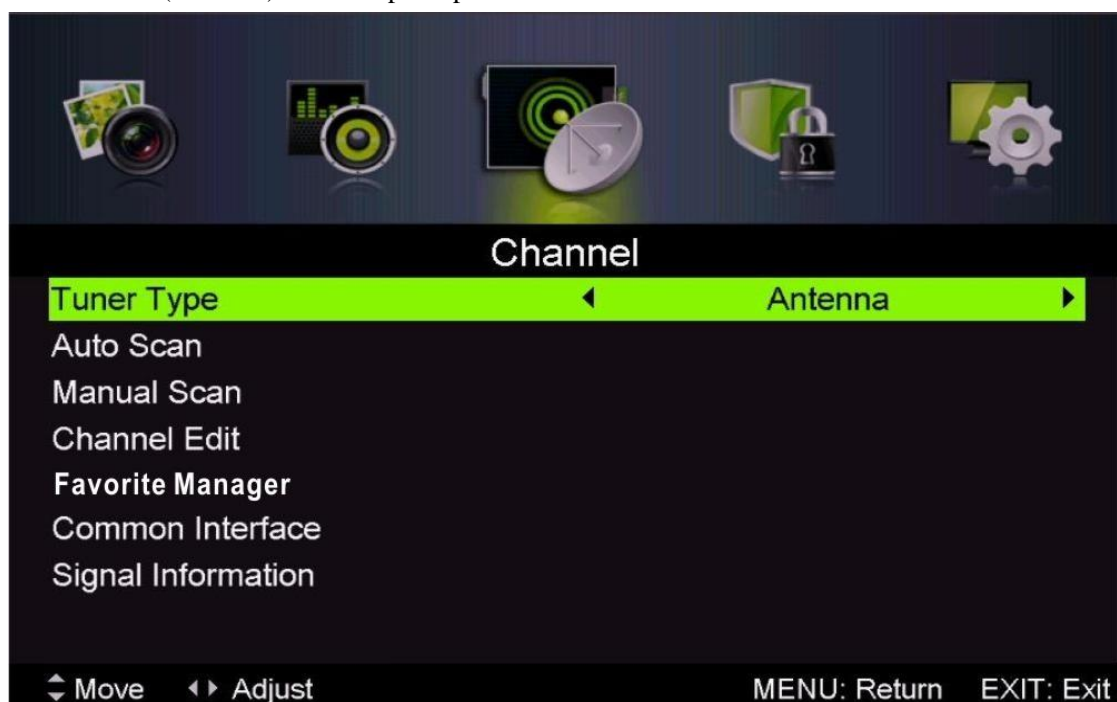 Channel
Tuner Type Antenna
Auto Scan
Manual Scan
Channel Edit
Favorite Manager
Common Interface
Signal Information
Move Adjust MENU: Return EXIT: Exit